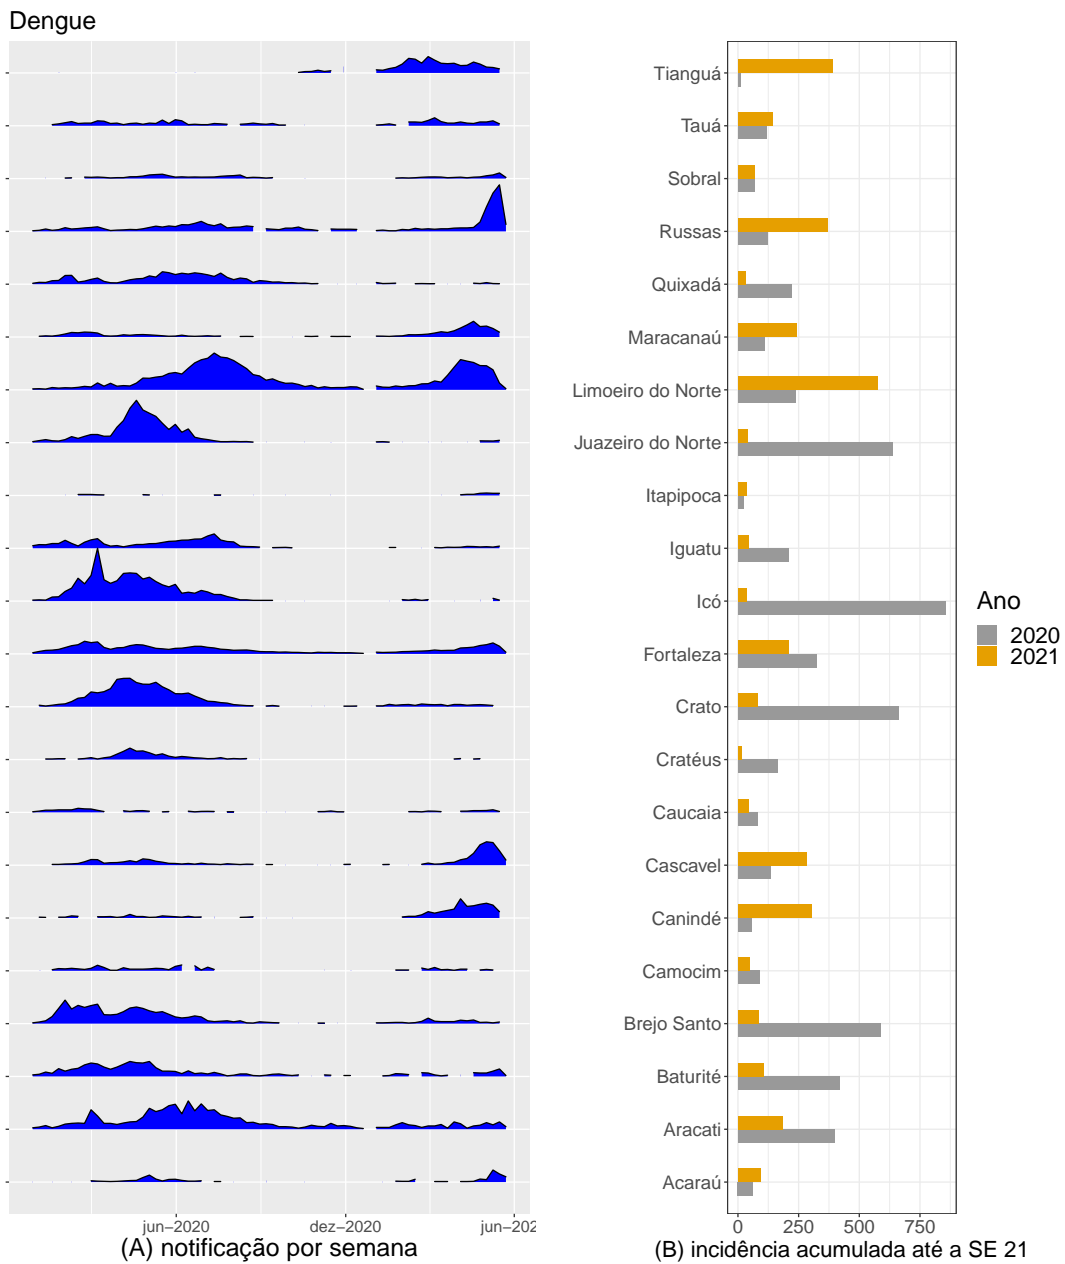 Dengue
Tianguá
Tauá
Sobral
Russas
Quixadá
Maracanaú
Limoeiro do Norte
Juazeiro do Norte
Itapipoca
Iguatu
Icó
Fortaleza
Crato
Cratéus
Caucaia
Cascavel
Canindé
Camocim
Brejo Santo
Baturité
Aracati
Acaraú
Ano
2020
2021
jun−2020 dez−2020 jun−202
0 250 500 750
(A) notificação por semana
(B) incidência acumulada até a SE 21